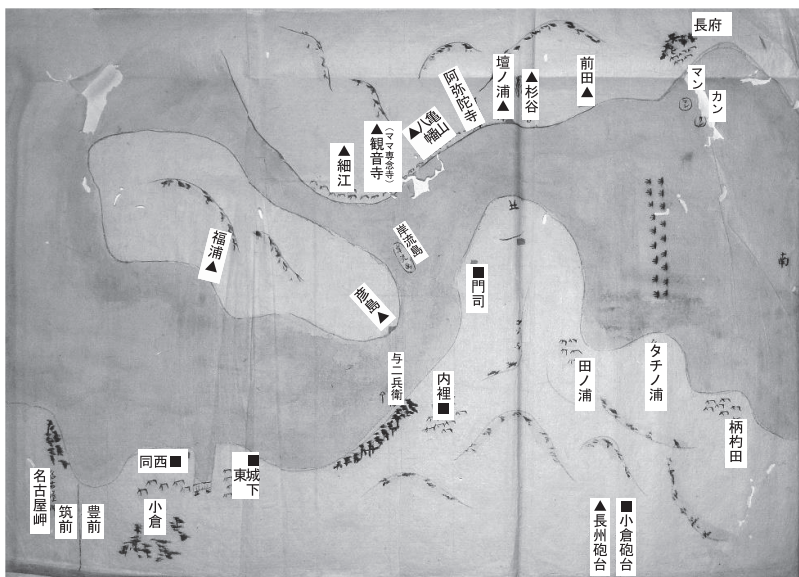 長府
マン
カン
前田▲
▲杉谷
壇ノ浦▲
阿弥陀寺
▲亀山
八幡
▲観音寺
(ママ専念寺)
▲細江
岸流島
福浦▲
彦島▲
■門司
南
与二兵衛
内裡■
田ノ浦
タチノ浦
柄杓田
同西■
■城下
東
小倉
名古屋岬
筑前
豊前
▲長州砲台
■小倉砲台